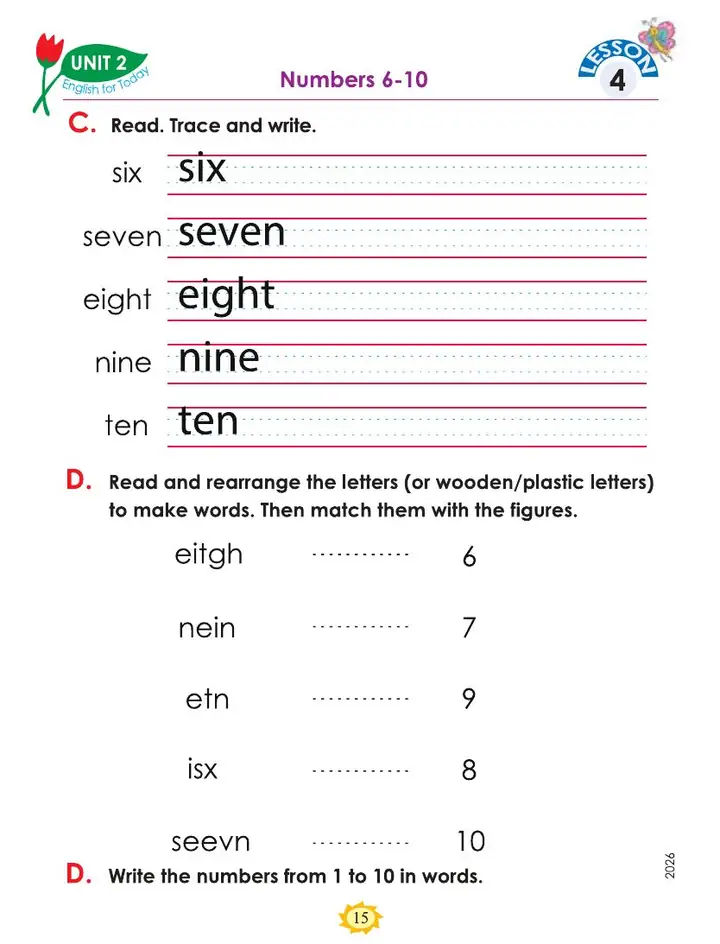 UNIT 2
English for Today
Numbers 6-10
LESSON
4
C. Read. Trace and write.
six six
seven seven
eight eight
nine nine
ten ten
D. Read and rearrange the letters (or wooden/plastic letters)
to make words. Then match them with the figures.
eitgh ............ 6
nein ............ 7
etn ............ 9
isx ............ 8
seevn ............ 10
D. Write the numbers from 1 to 10 in words.
2026
15